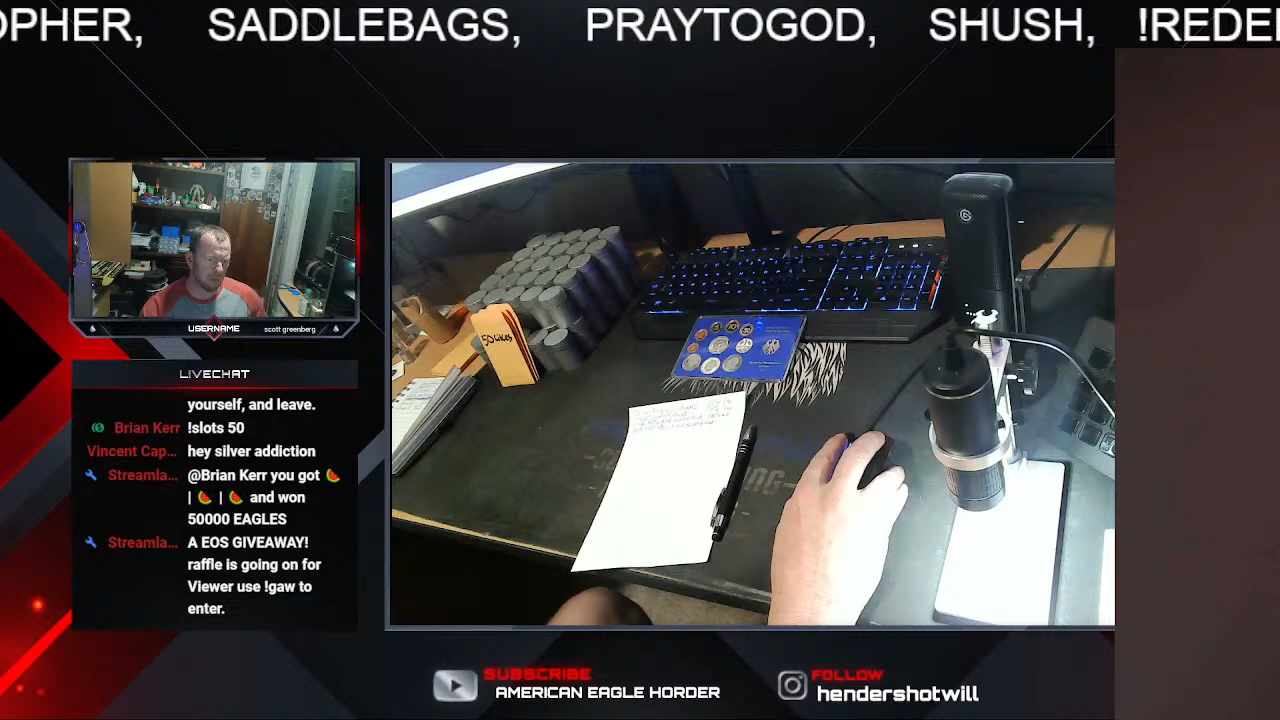 OPHER, SADDLEBAGS, PRAYTOGOD, SHUSH, !REDE
USERNAME
scott greenberg
LIVECHAT
yourself, and leave.
Brian Kerr !slots 50
Vincent Cap... hey silver addiction
Streamla... @Brian Kerr you got
| | and won
50000 EAGLES
Streamla... A EOS GIVEAWAY!
raffle is going on for
Viewer use !gaw to
enter.
SUBSCRIBE
AMERICAN EAGLE HORDER
FOLLOW
hendershotwill